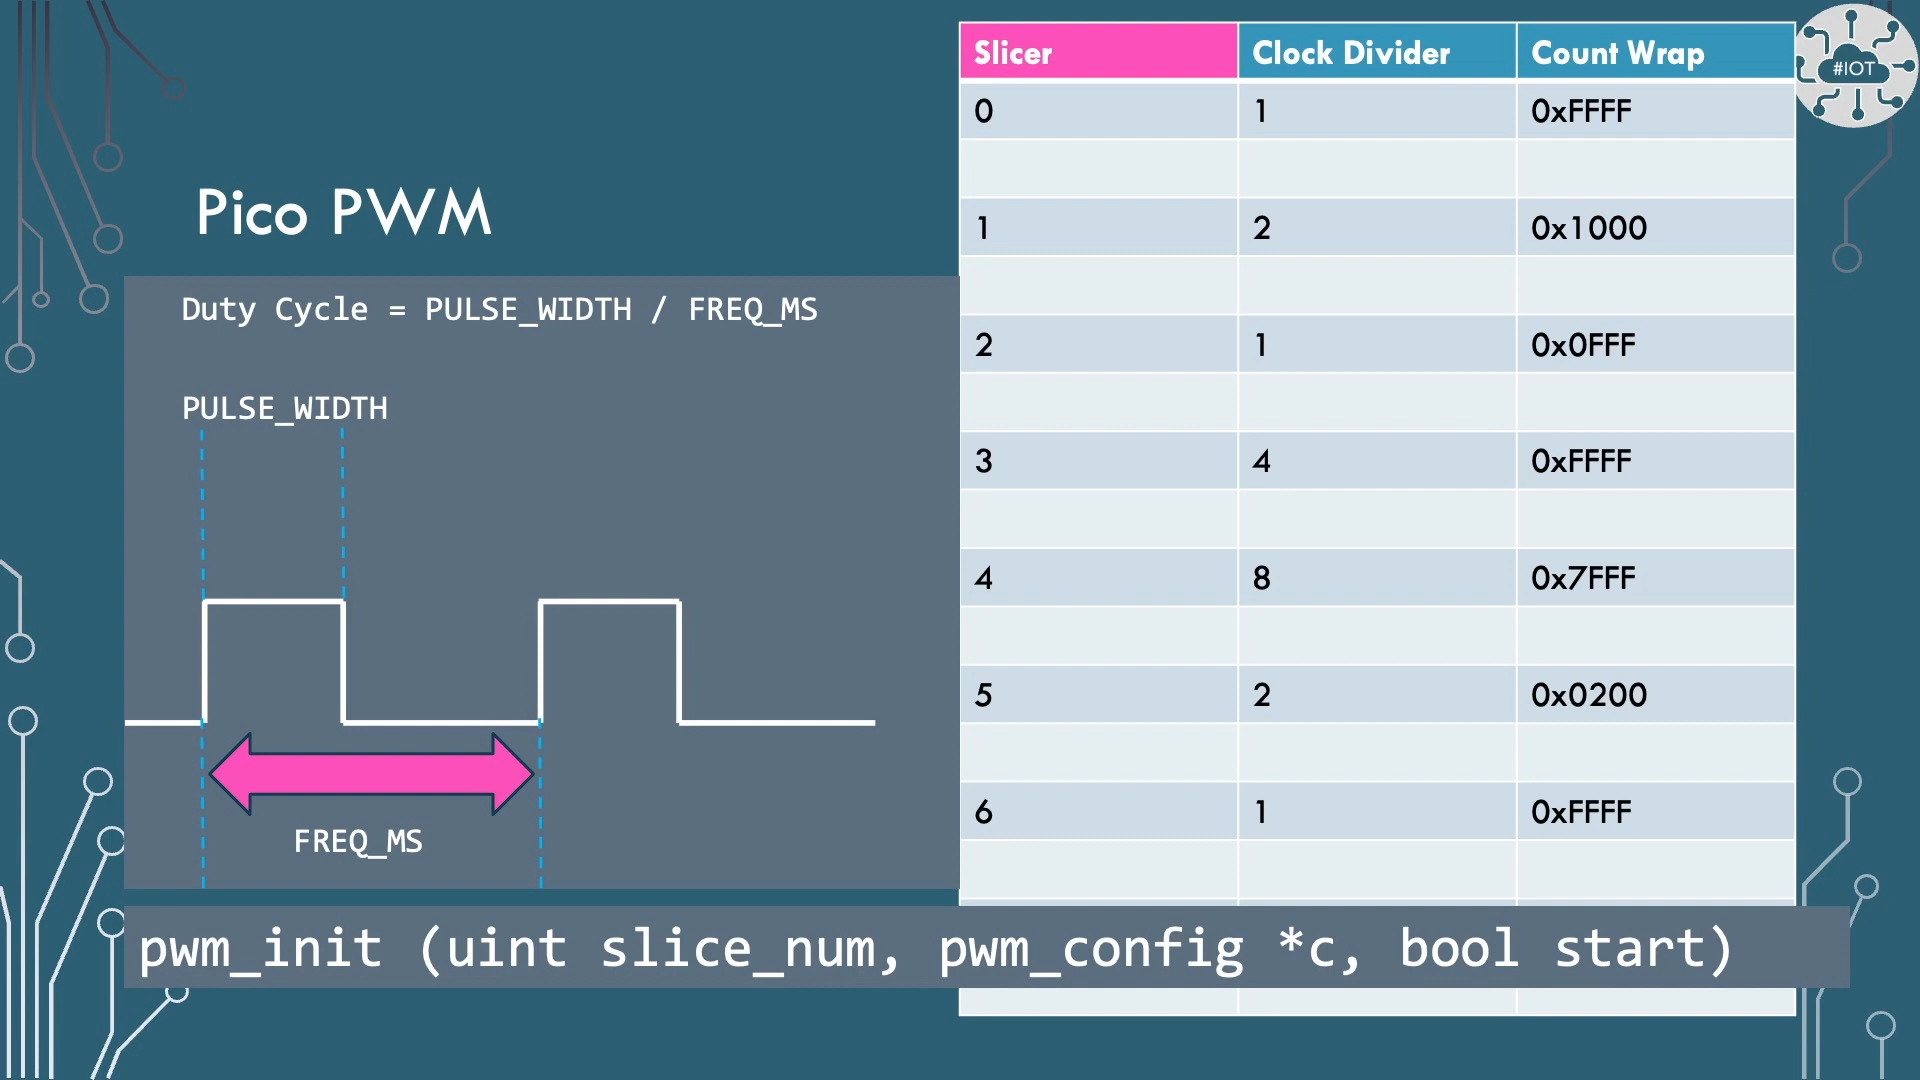 #IOT
Slicer Clock Divider Count Wrap
0 1 0xFFFF
1 2 0x1000
2 1 0x0FFF
3 4 0xFFFF
4 8 0x7FFF
5 2 0x0200
6 1 0xFFFF
Pico PWM
Duty Cycle = PULSE_WIDTH / FREQ_MS
PULSE_WIDTH
FREQ_MS
pwm_init (uint slice_num, pwm_config *c, bool start)